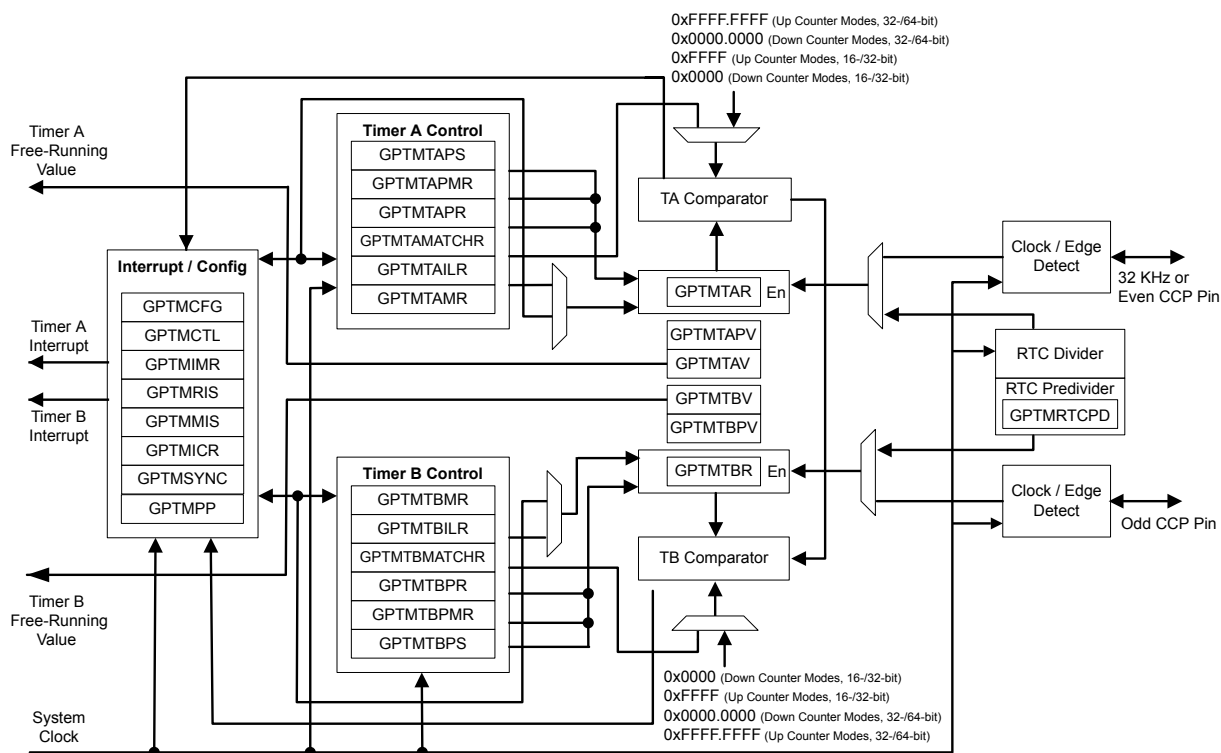 0xFFFF.FFFF (Up Counter Modes, 32-/64-bit)
0x0000.0000 (Down Counter Modes, 32-/64-bit)
0xFFFF (Up Counter Modes, 16-/32-bit)
0x0000 (Down Counter Modes, 16-/32-bit)
Timer A
Free-Running
Value
Timer A Control
GPTMTAPS
GPTMTAPMR
GPTMTAPR
GPTMTAMATCHR
GPTMTAILR
GPTMTAMR
TA Comparator
GPTMTAR
En
GPTMTAPV
GPTMTAV
GPTMTBV
GPTMTBPV
GPTMTBR
En
TB Comparator
Clock / Edge
Detect
32 KHz or
Even CCP Pin
RTC Divider
RTC Predivider
GPTMRTCPD
Clock / Edge
Detect
Odd CCP Pin
Interrupt / Config
GPTMCFG
GPTMCTL
GPTMIMR
GPTMRIS
GPTMMIS
GPTMICR
GPTMSYNC
GPTMPP
Timer A
Interrupt
Timer B
Interrupt
Timer B Control
GPTMTBMR
GPTMTBILR
GPTMTBMATCHR
GPTMTBPR
GPTMTBPMR
GPTMTBPS
Timer B
Free-Running
Value
0x0000 (Down Counter Modes, 16-/32-bit)
0xFFFF (Up Counter Modes, 16-/32-bit)
0x0000.0000 (Down Counter Modes, 32-/64-bit)
0xFFFF.FFFF (Up Counter Modes, 32-/64-bit)
System
Clock